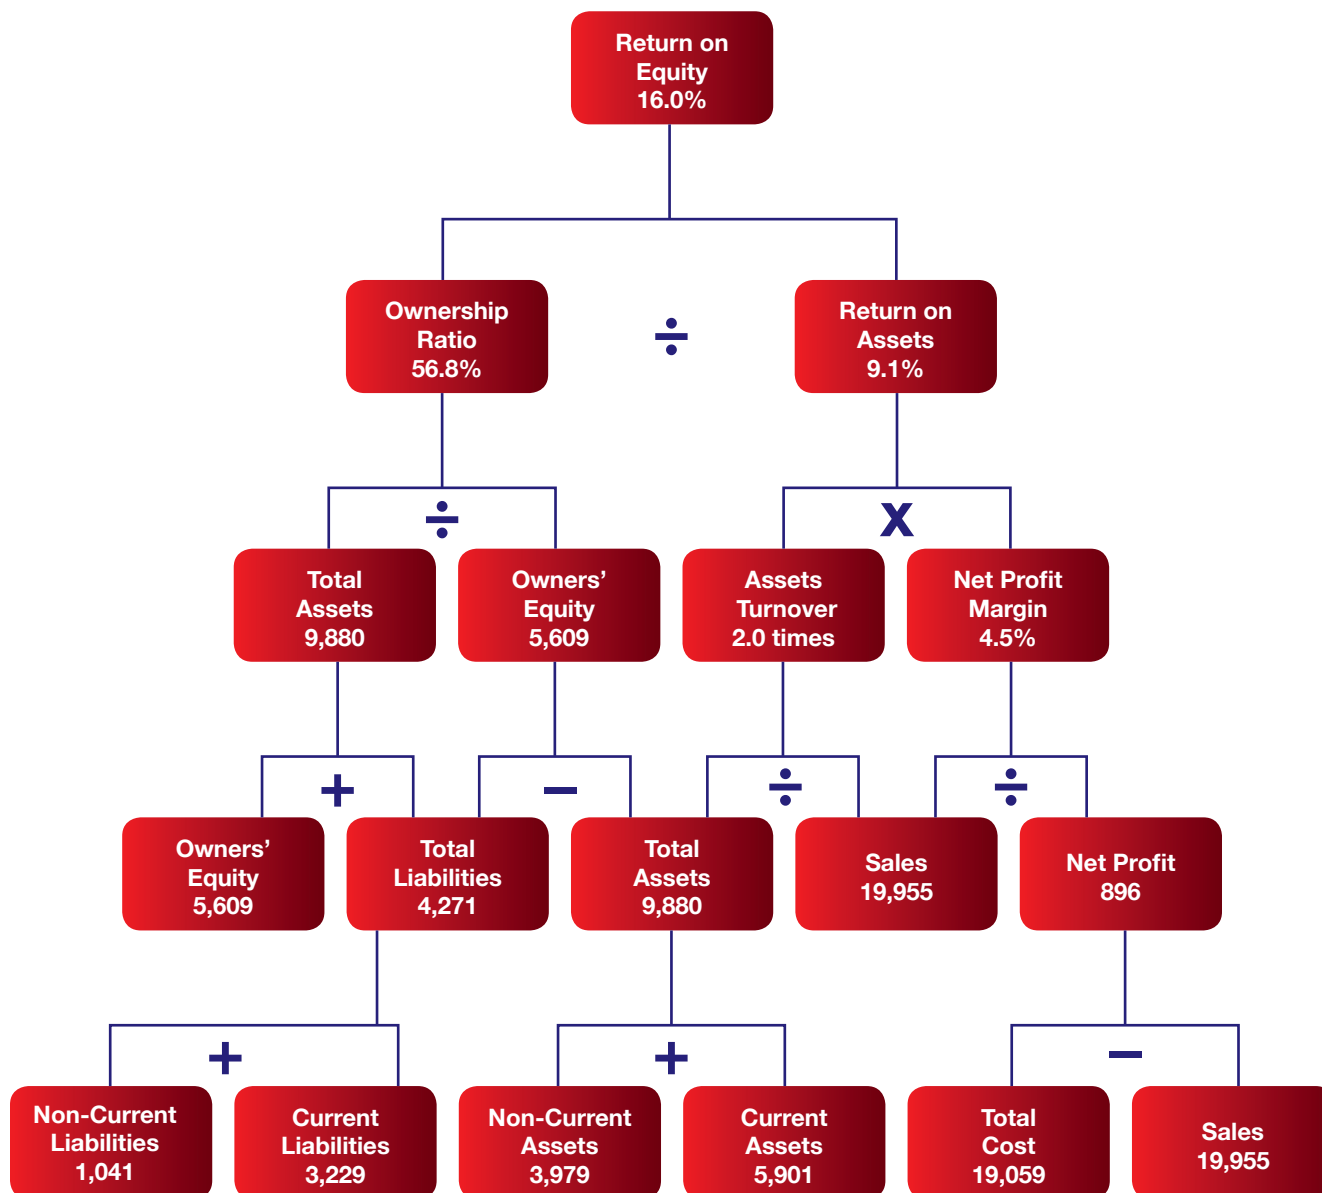 Return on
Equity
16.0%
Ownership
Ratio
56.8%
÷
Return on
Assets
9.1%
÷
x
Total
Assets
9,880
Owners’
Equity
5,609
Assets
Turnover
2.0 times
Net Profit
Margin
4.5%
+
−
÷
÷
Owners’
Equity
5,609
Total
Liabilities
4,271
Total
Assets
9,880
Sales
19,955
Net Profit
896
+
+
−
Non-Current
Liabilities
1,041
Current
Liabilities
3,229
Non-Current
Assets
3,979
Current
Assets
5,901
Total
Cost
19,059
Sales
19,955